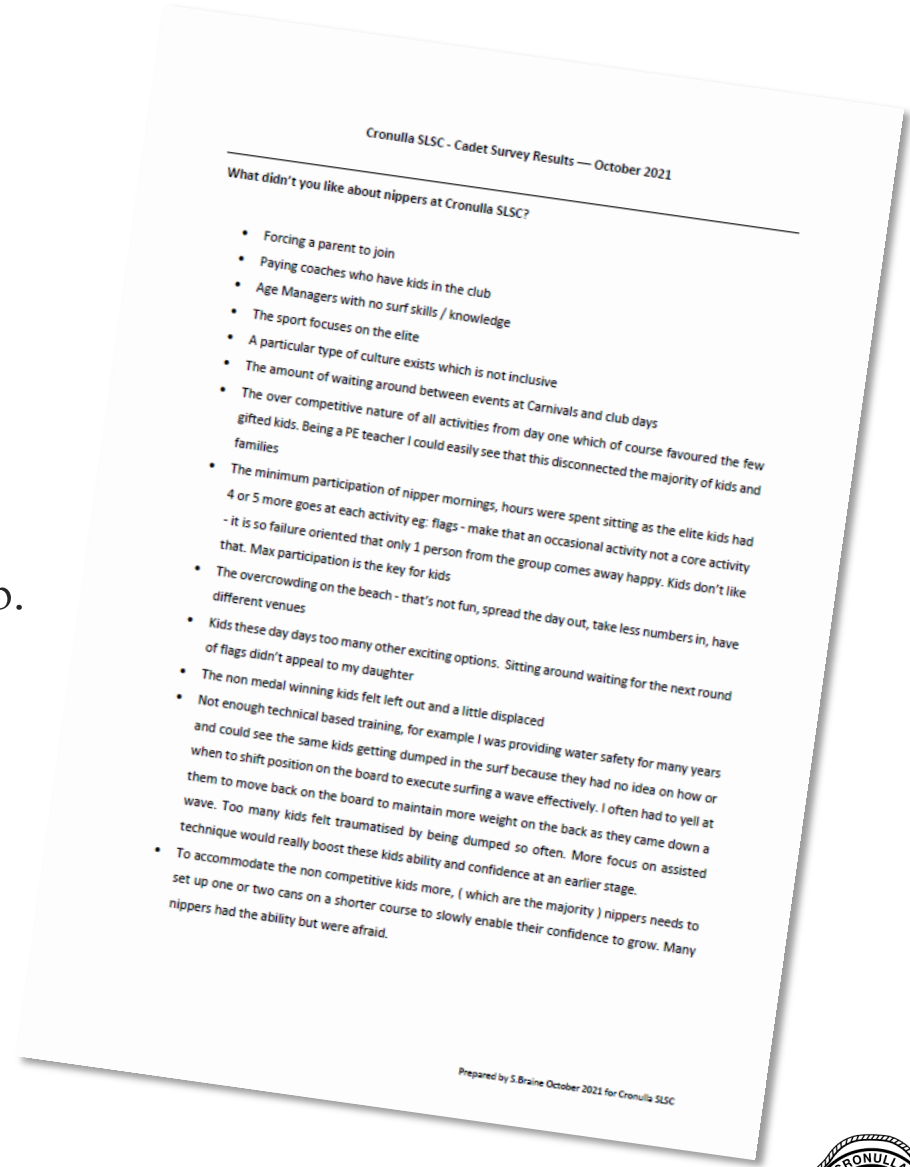 Cronulla SLSC - Cadet Survey Results — October 2021
What didn't you like about nippers at Cronulla SLSC?
• Forcing a parent to join
• Paying coaches who have kids in the club
• Age Managers with no surf skills / knowledge
• The sport focuses on the elite
• A particular type of culture exists which is not inclusive
• The amount of waiting around between events at Carnivals and club days
• The over competitive nature of all activities from day one which of course favoured the few
gifted kids. Being a PE teacher I could easily see that this disconnected the majority of kids and
families
• The minimum participation of nipper mornings, hours were spent sitting as the elite kids had
4 or 5 more goes at each activity eg: flags - make that an occasional activity not a core activity
- it is so failure oriented that only 1 person from the group comes away happy. Kids don't like
that. Max participation is the key for kids
• The overcrowding on the beach - that's not fun, spread the day out, take less numbers in, have
different venues
• Kids these day days too many other exciting options. Sitting around waiting for the next round
of flags didn't appeal to my daughter
• The non medal winning kids felt left out and a little displaced
• Not enough technical based training, for example I was providing water safety for many years
and could see the same kids getting dumped in the surf because they had no idea on how or
when to shift position on the board to execute surfing a wave effectively. I often had to yell at
them to move back on the board to maintain more weight on the back as they came down a
wave. Too many kids felt traumatised by being dumped so often. More focus on assisted
technique would really boost these kids ability and confidence at an earlier stage.
• To accommodate the non competitive kids more, ( which are the majority ) nippers needs to
set up one or two cans on a shorter course to slowly enable their confidence to grow. Many
nippers had the ability but were afraid.
Prepared by S.Braine October 2021 for Cronulla SLSC